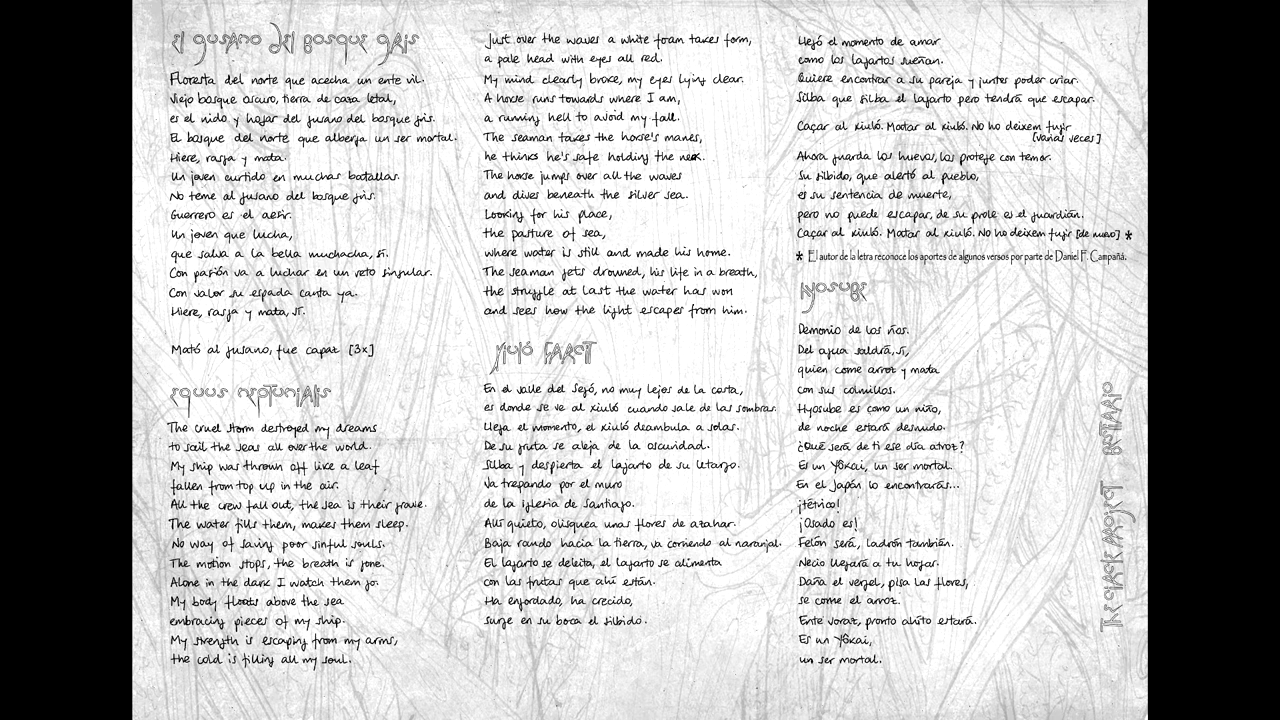 El gusano del bosque gris
Floresta del norte que acecha un ente vil.
Viejo bosque oscuro, tierra de caza letal,
es el nido y hogar del gusano del bosque gris.
El bosque del norte que alberga un ser mortal.
Hiere, rasga y mata.
Un joven curtido en muchas batallas.
No teme al gusano del bosque gris.
Guerrero es el aesir.
Un joven que lucha,
que salva a la bella muchacha, sí.
Con pasión va a luchar en un reto singular.
Con valor su espada canta ya.
Hiere, rasga y mata, sí.
Mató al gusano, fue capaz [3x]
Equus Neptunialis
The cruel storm destroyed my dreams
to sail the seas all over the world.
My ship was thrown off like a leaf
fallen from top up in the air.
All the crew fall out, the sea is their grave.
The water fills them, makes them sleep.
No way of saving poor sinful souls.
The motion stops, the breath is gone.
Alone in the dark I watch them go.
My body floats above the sea
embracing pieces of my ship.
My strength is escaping from my arms,
the cold is filling all my soul.
Just over the waves a white foam takes form,
a pale head with eyes all red.
My mind clearly broke, my eyes lying clear.
A horse runs towards where I am,
a running hell to avoid my fall.
The seaman takes the horse's manes,
he thinks he's safe holding the neck.
The horse jumps over all the waves
and dives beneath the silver sea.
Looking for his place,
the pasture of sea,
where water is still and made his home.
The seaman gets drowned, his life in a breath,
the struggle at last the water has won
and sees how the light escapes from him.
Xiuló Faret
En el valle del Segó, no muy lejos de la costa,
es donde se ve al xiuló cuando sale de las sombras.
Llega el momento, el xiuló deambula a solas.
De su gruta se aleja de la oscuridad.
Silba y despierta el lagarto de su letargo.
Va trepando por el muro
de la iglesia de Santiago.
Allí quieto, olisquea unas flores de azahar.
Baja raudo hacia la tierra, va corriendo al naranjal.
El lagarto se deleita, el lagarto se alimenta
con las frutas que ahí están.
Ha engordado, ha crecido,
surge en su boca el silbido.
Llegó el momento de amar
como los lagartos sueñan.
Quiere encontrar a su pareja y juntos poder criar.
Silba que silba el lagarto pero tendrá que escapar.
Caçar al xiuló. Matar al xiuló. No ho deixem fugir
[varias veces]
Ahora guarda los huevos, los protege con temor.
Su silbido, que alertó al pueblo,
es su sentencia de muerte,
pero no puede escapar, de su prole es el guardián.
Caçar al xiuló. Matar al xiuló. No ho deixem fugir [de nuevo] *
* El autor de la letra reconoce los aportes de algunos versos por parte de Daniel F. Campañá.
Hyosube
Demonio de los ríos.
Del agua saldrá, sí,
quien come arroz y mata
con sus colmillos.
Hyosube es como un niño,
de noche estará desnudo.
¿Qué será de ti ese día atroz?
Es un Yōkai, un ser mortal.
En el Japón lo encontrarás...
¡tétrico!
¡Osado es!
Felón será, ladrón también.
Necio llegará a tu hogar.
Daña el vergel, pisa las flores,
se come el arroz.
Ente voraz, pronto ahíto estará.
Es un Yōkai,
un ser mortal.
The Clack Project Bestiario